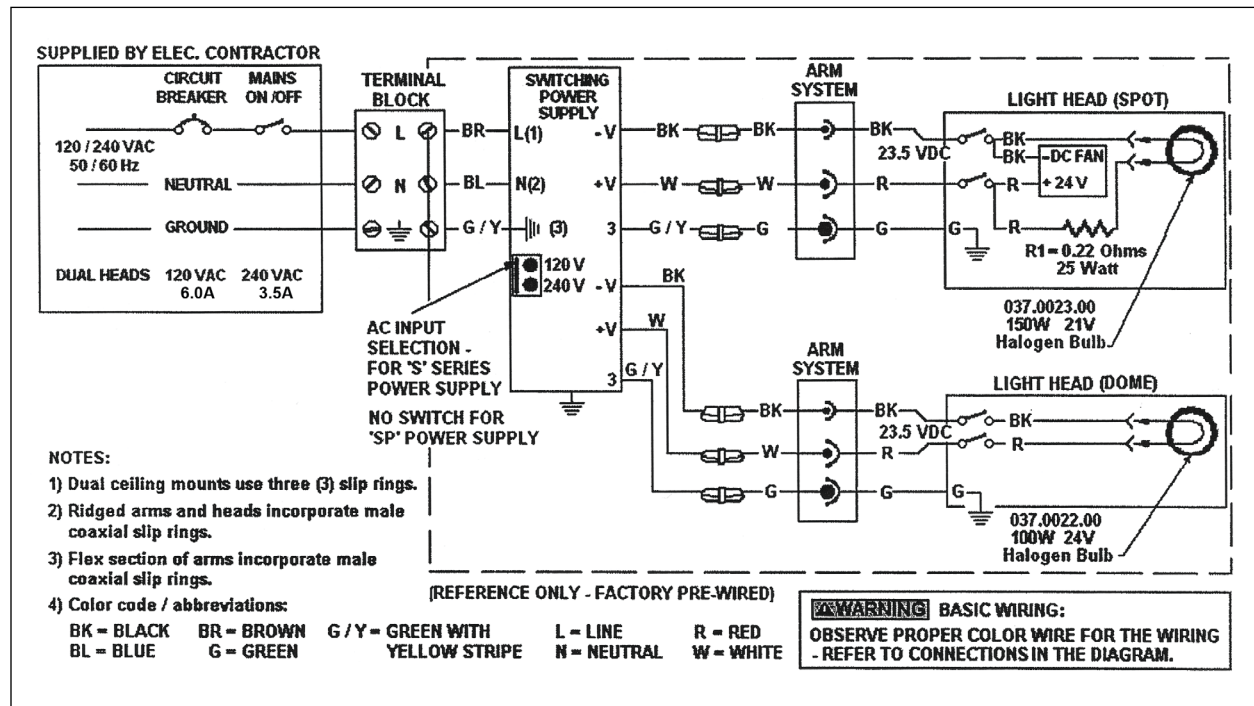 SUPPLIED BY ELEC. CONTRACTOR
CIRCUIT
BREAKER
MAINS
ON /OFF
120 / 240 VAC
50 / 60 Hz
NEUTRAL
GROUND
DUAL HEADS
120 VAC
6.0A
240 VAC
3.5A
TERMINAL
BLOCK
L
N
BR
BL
G / Y
SWITCHING
POWER
SUPPLY
L(1)
N(2)
(3)
-V
+V
3
120 V
240 V
-V
+V
3
AC INPUT
SELECTION -
FOR 'S' SERIES
POWER SUPPLY
NO SWITCH FOR
'SP' POWER SUPPLY
BK
BK
W
W
G / Y
G
ARM
SYSTEM
BK
23.5 VDC
R
G
LIGHT HEAD (SPOT)
BK
BK
-DC FAN
+ 24 V
R
G
R
R1 = 0.22 Ohms
25 Watt
037.0023.00
150W 21V
Halogen Bulb
BK
W
G / Y
BK
W
G
ARM
SYSTEM
BK
23.5 VDC
R
G
LIGHT HEAD (DOME)
BK
R
G
037.0022.00
100W 24V
Halogen Bulb
NOTES:
1) Dual ceiling mounts use three (3) slip rings.
2) Ridged arms and heads incorporate male
coaxial slip rings.
3) Flex section of arms incorporate male
coaxial slip rings.
4) Color code / abbreviations:
BK = BLACK BR = BROWN G / Y = GREEN WITH L = LINE R = RED
BL = BLUE G = GREEN YELLOW STRIPE N = NEUTRAL W = WHITE
(REFERENCE ONLY - FACTORY PRE-WIRED)
WARNING BASIC WIRING:
OBSERVE PROPER COLOR WIRE FOR THE WIRING
- REFER TO CONNECTIONS IN THE DIAGRAM.